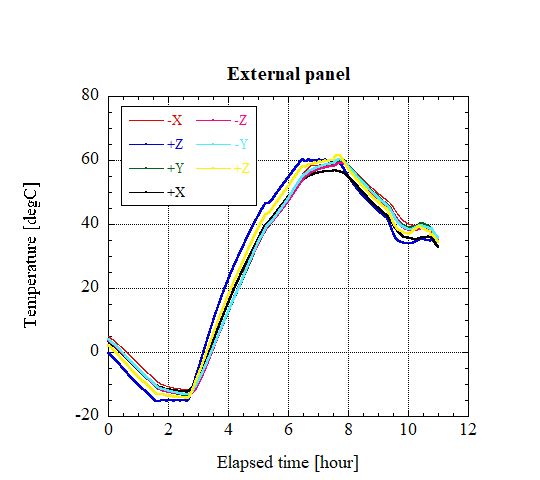 External panel
80
60
40
20
0
-20
-X
-Z
+Z
-Y
+Y
+Z
+X
0 2 4 6 8 10 12
Temperature [degC]
Elapsed time [hour]